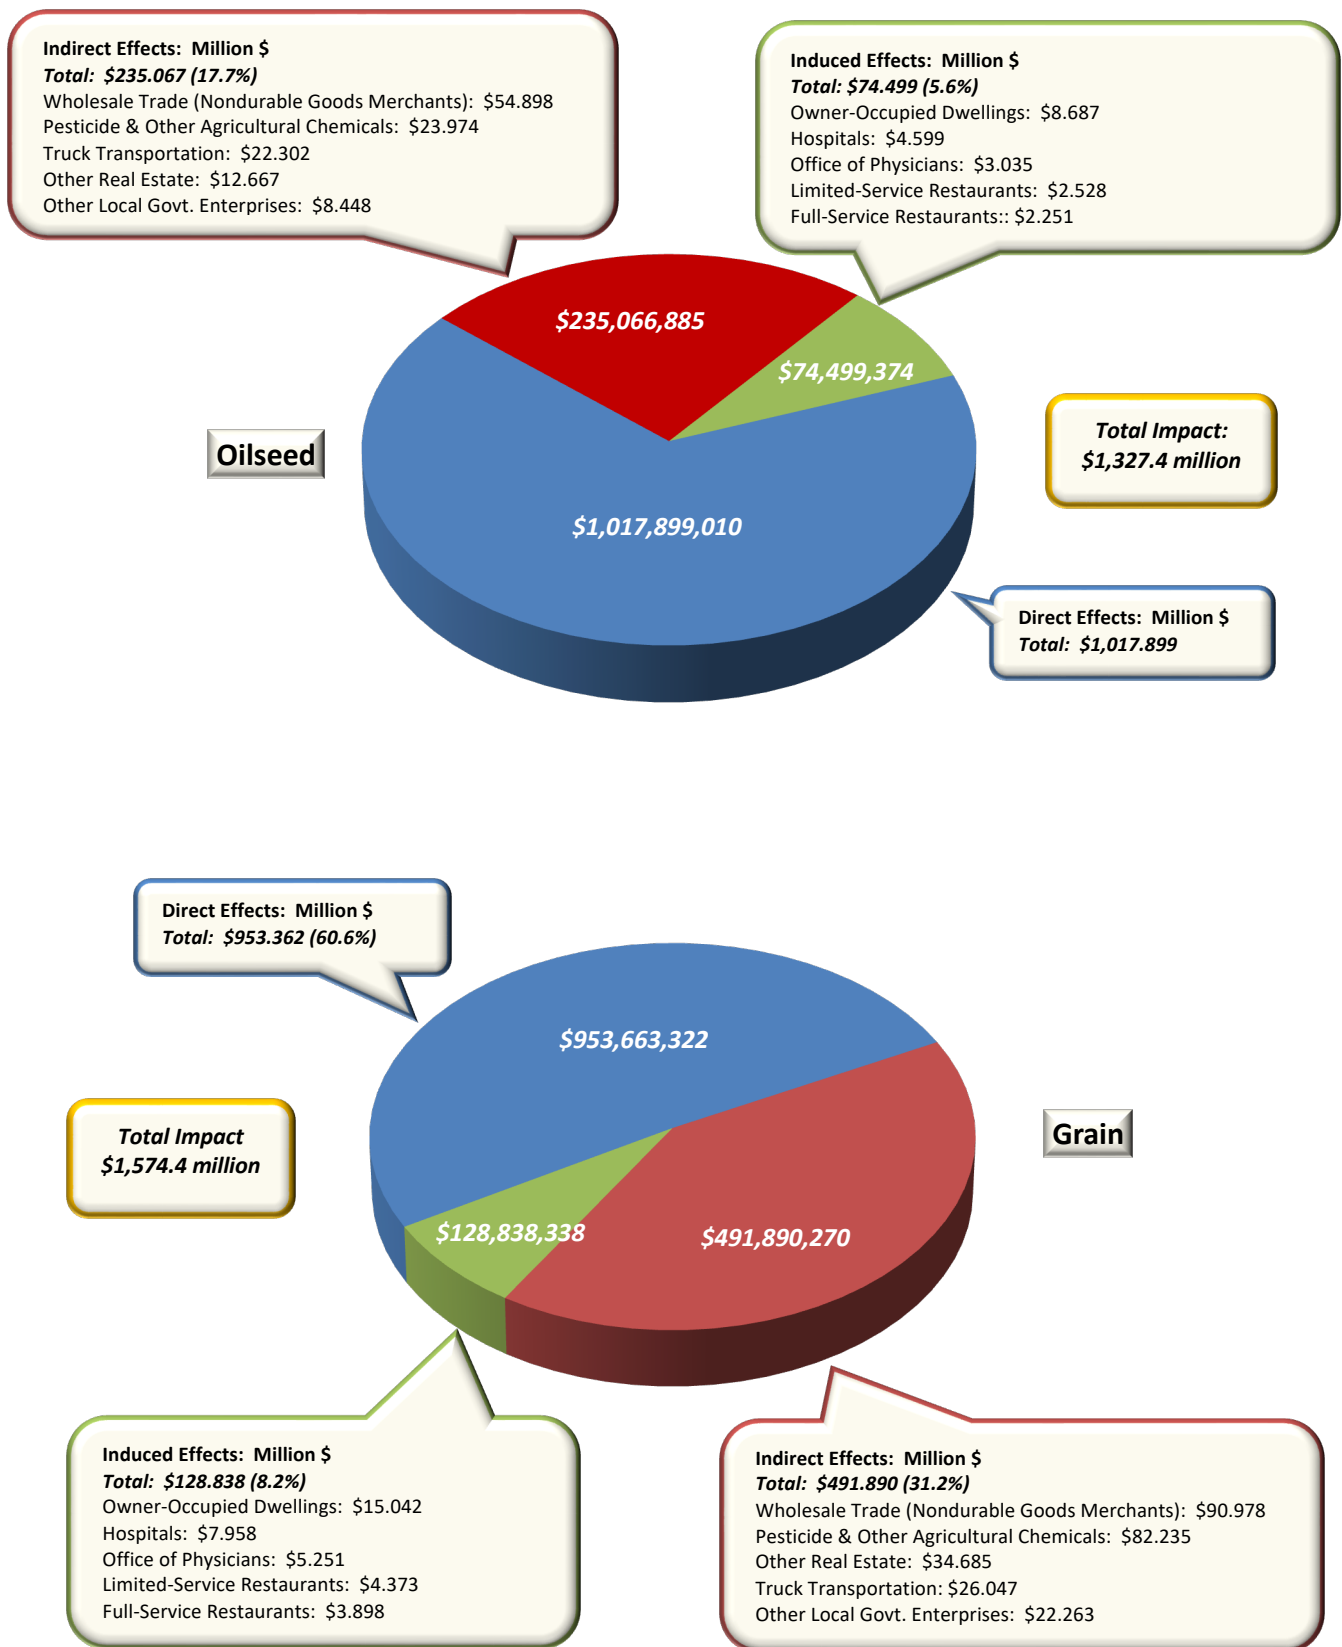 Indirect Effects:  Million $
Total:  $235.067 (17.7%)
Wholesale Trade (Nondurable Goods Merchants):  $54.898
Pesticide & Other Agricultural Chemicals:  $23.974
Truck Transportation:  $22.302
Other Real Estate:  $12.667
Other Local Govt. Enterprises:  $8.448
Induced Effects:  Million $
Total: $74.499 (5.6%)
Owner-Occupied Dwellings:  $8.687
Hospitals:  $4.599
Office of Physicians:  $3.035
Limited-Service Restaurants:  $2.528
Full-Service Restaurants::  $2.251
$235,066,885
$74,499,374
Oilseed
Total Impact:
$1,327.4 million
$1,017,899,010
Direct Effects:  Million $
Total:  $1,017.899
Direct Effects:  Million $
Total:  $953.362 (60.6%)
$953,663,322
Total Impact
$1,574.4 million
Grain
$128,838,338
$491,890,270
Induced Effects:  Million $
Total:  $128.838 (8.2%)
Owner-Occupied Dwellings:  $15.042
Hospitals:  $7.958
Office of Physicians:  $5.251
Limited-Service Restaurants:  $4.373
Full-Service Restaurants:  $3.898
Indirect Effects:  Million $
Total:  $491.890 (31.2%)
Wholesale Trade (Nondurable Goods Merchants):  $90.978
Pesticide & Other Agricultural Chemicals:  $82.235
Other Real Estate:  $34.685
Truck Transportation: $26.047
Other Local Govt. Enterprises:  $22.263